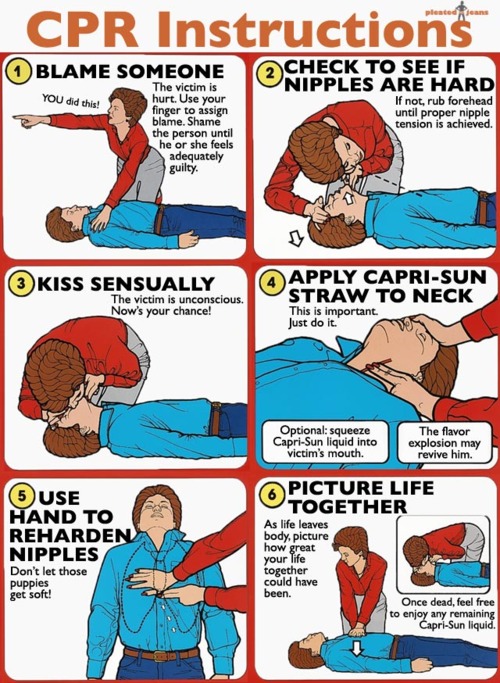 pleated jeans
CPR Instructions
1 BLAME SOMEONE
YOU did this!
The victim is
hurt. Use your
finger to assign
blame. Shame
the person until
he or she feels
adequately
guilty.
2 CHECK TO SEE IF
NIPPLES ARE HARD
If not, rub forehead
until proper nipple
tension is achieved.
3 KISS SENSUALLY
The victim is unconscious.
Now's your chance!
4 APPLY CAPRI-SUN
STRAW TO NECK
This is important.
Just do it.
Optional: squeeze
Capri-Sun liquid into
victim's mouth.
The flavor
explosion may
revive him.
5 USE
HAND TO
REHARDEN
NIPPLES
Don't let those
puppies
get soft!
6 PICTURE LIFE
TOGETHER
As life leaves
body, picture
how great
your life
together
could have
been.
Once dead, feel free
to enjoy any remaining
Capri-Sun liquid.